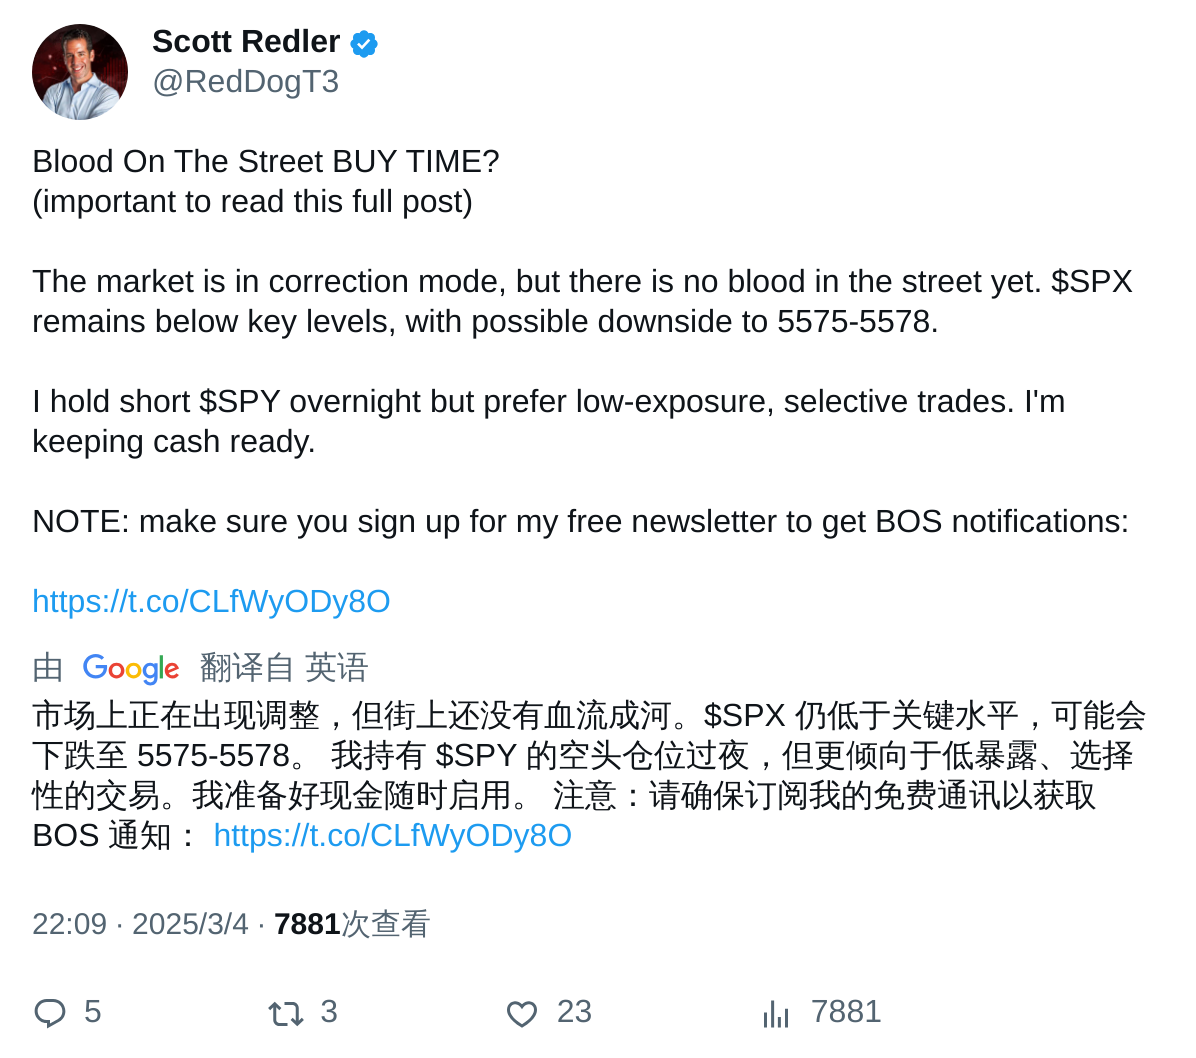 Scott Redler
@RedDogT3
Blood On The Street BUY TIME?
(important to read this full post)
The market is in correction mode, but there is no blood in the street yet. $SPX
remains below key levels, with possible downside to 5575-5578.
I hold short $SPY overnight but prefer low-exposure, selective trades. I'm
keeping cash ready.
NOTE: make sure you sign up for my free newsletter to get BOS notifications:
https://t.co/CLfWyODy8O
由 Google 翻译自 英语
市场上正在出现调整，但街上还没有血流成河。$SPX 仍低于关键水平，可能会
下跌至 5575-5578。 我持有 $SPY 的空头仓位过夜，但更倾向于低暴露、选择
性的交易。我准备好现金随时启用。 注意：请确保订阅我的免费通讯以获取
BOS 通知： https://t.co/CLfWyODy8O
22:09 · 2025/3/4 · 7881次查看
5 3 23 7881